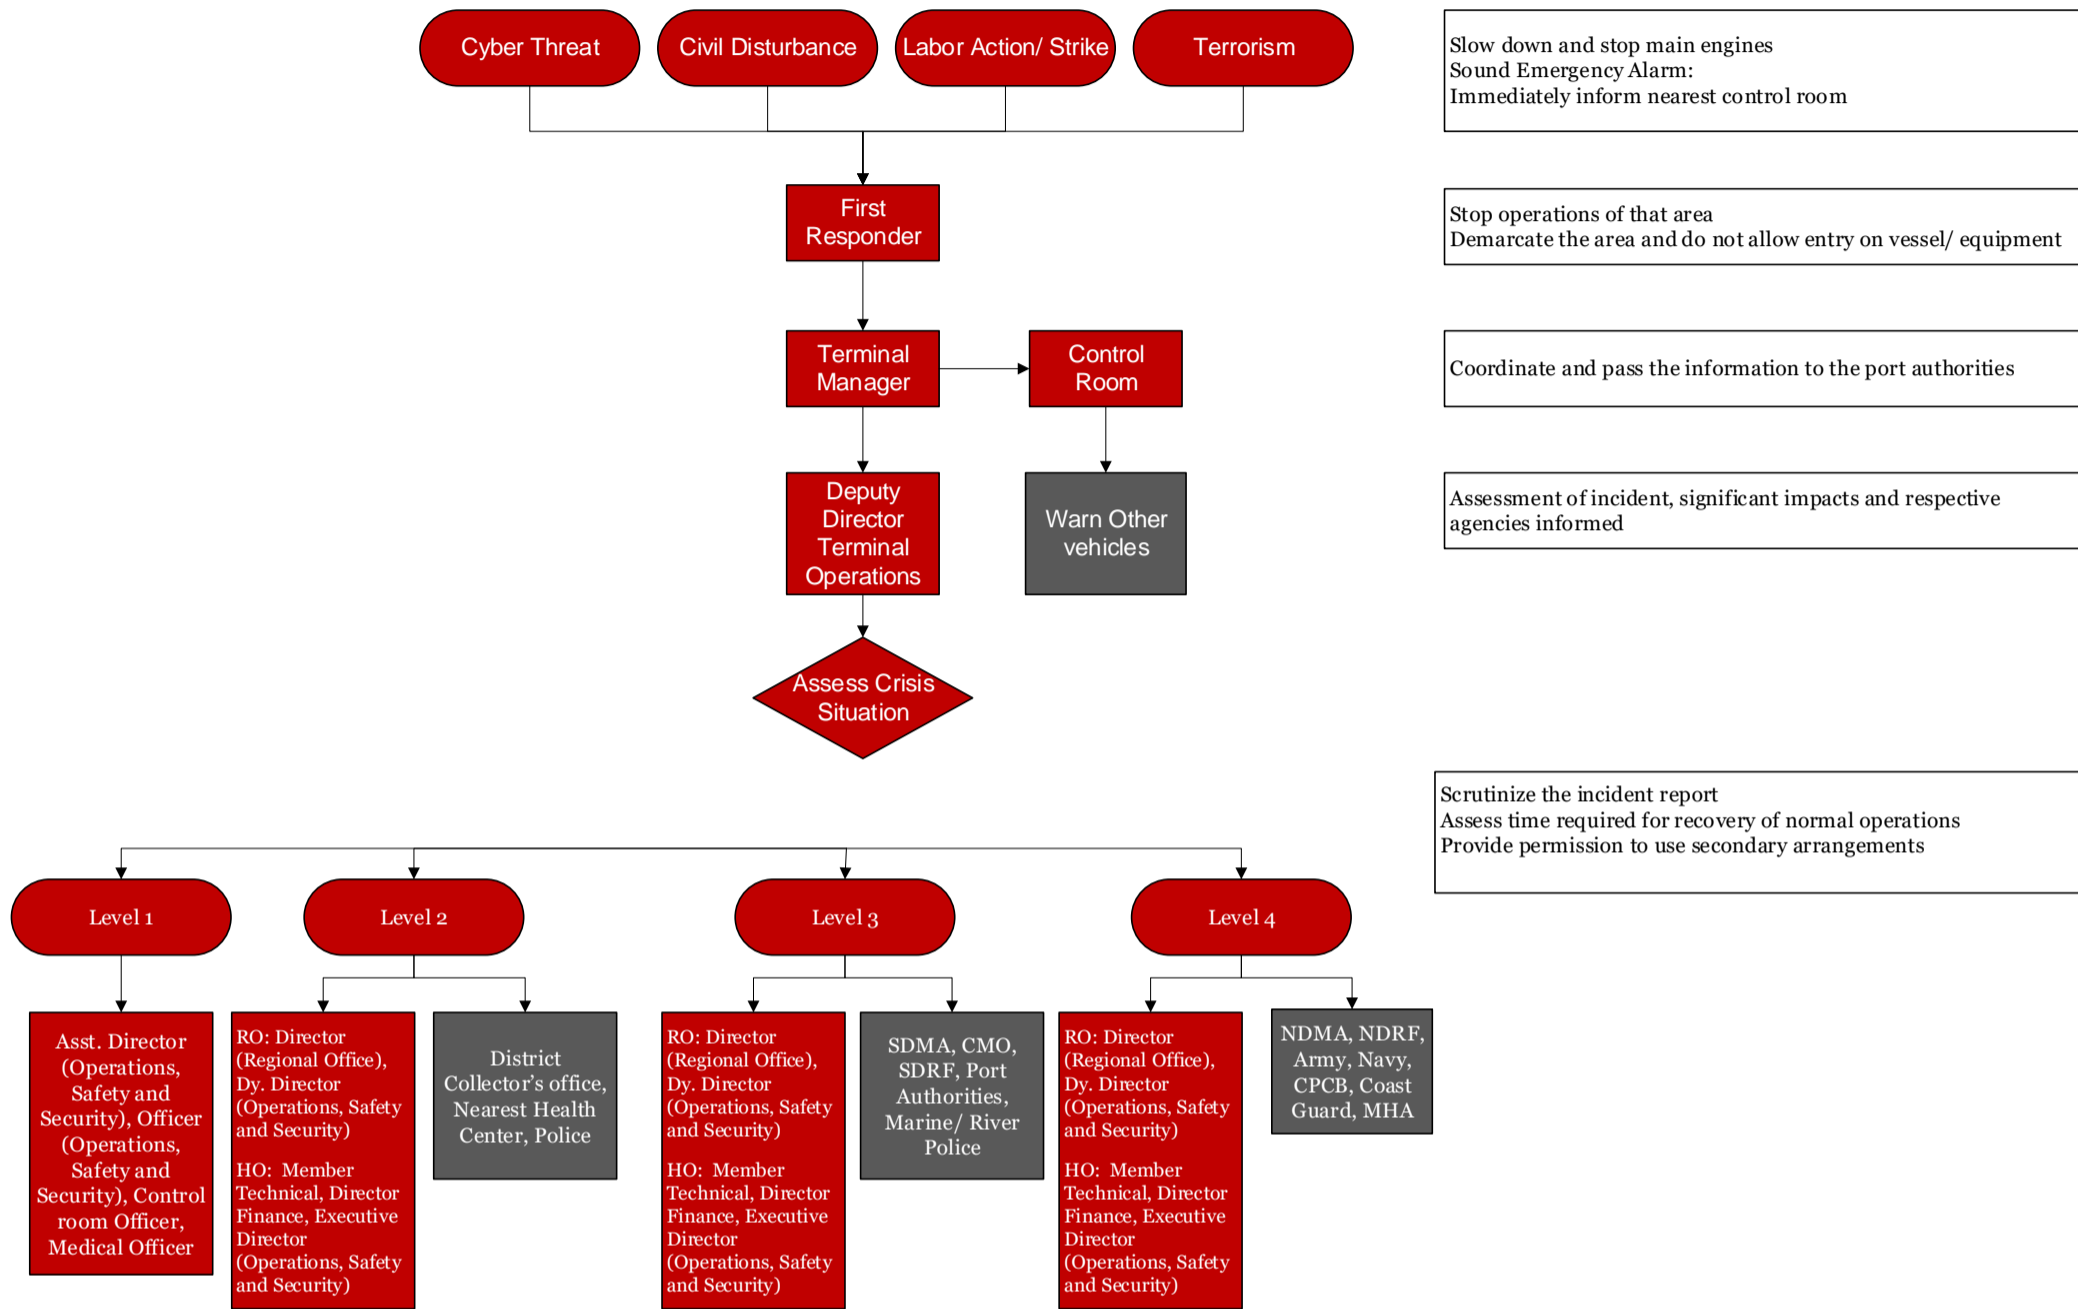 Cyber Threat
Civil Disturbance
Labor Action/ Strike
Terrorism
Slow down and stop main engines
Sound Emergency Alarm:
Immediately inform nearest control room
First
Responder
Stop operations of that area
Demarcate the area and do not allow entry on vessel/ equipment
Terminal
Manager
Control
Room
Coordinate and pass the information to the port authorities
Deputy
Director
Terminal
Operations
Warn Other
vehicles
Assessment of incident, significant impacts and respective
agencies informed
Assess Crisis
Situation
Scrutinize the incident report
Assess time required for recovery of normal operations
Provide permission to use secondary arrangements
Level 1
Level 2
Level 3
Level 4
Asst. Director
(Operations,
Safety and
Security), Officer
(Operations,
Safety and
Security), Control
room Officer,
Medical Officer
RO: Director
(Regional Office),
Dy. Director
(Operations, Safety
and Security)
HO:  Member
Technical, Director
Finance, Executive
Director
(Operations, Safety
and Security)
District
Collector’s office,
Nearest Health
Center, Police
RO: Director
(Regional Office),
Dy. Director
(Operations, Safety
and Security)
HO:  Member
Technical, Director
Finance, Executive
Director
(Operations, Safety
and Security)
SDMA, CMO,
SDRF, Port
Authorities,
Marine/ River
Police
RO: Director
(Regional Office),
Dy. Director
(Operations, Safety
and Security)
HO:  Member
Technical, Director
Finance, Executive
Director
(Operations, Safety
and Security)
NDMA, NDRF,
Army, Navy,
CPCB, Coast
Guard, MHA